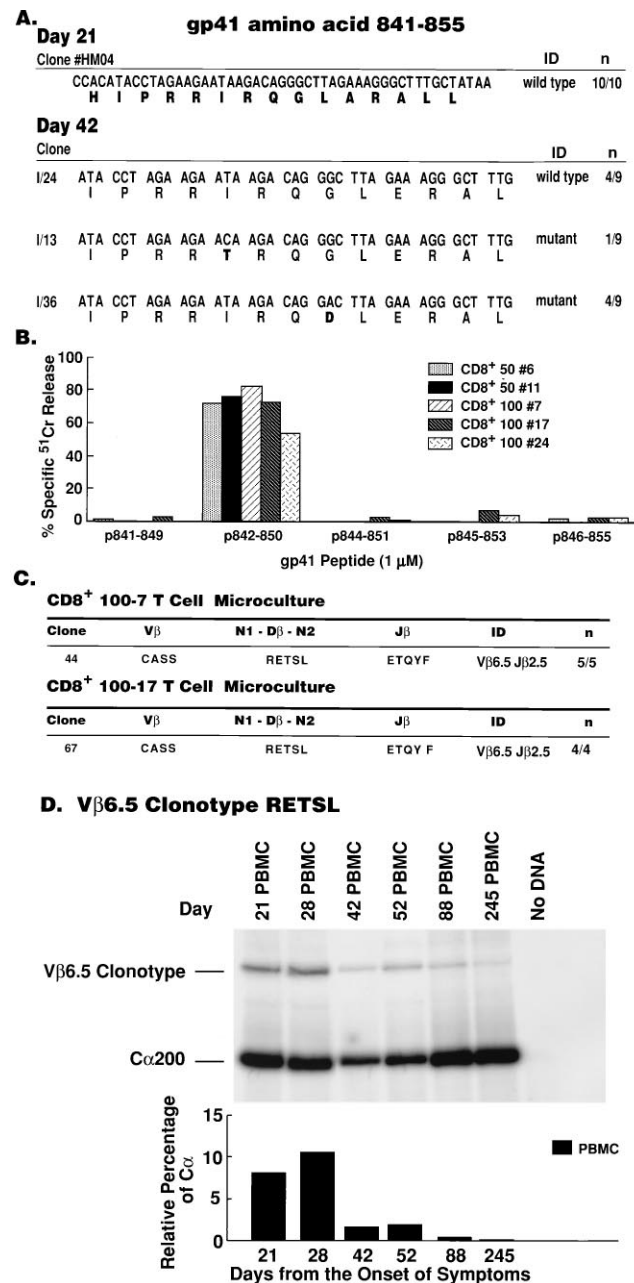 A.
gp41 amino acid 841-855
Day 21
Clone #HM04 ID n
CCACATACCTAGAAGAATAAGACAGGGCTTAGAAAGGGCTTTGCTATAA wild type 10/10
H I P R R I R Q G L A R A L L
Day 42
Clone ID n
I/24 ATA CCT AGA AGA ATA AGA CAG GGC TTA GAA AGG GCT TTG wild type 4/9
I P R R I R Q G L E R A L
I/13 ATA CCT AGA AGA ACA AGA CAG GGC TTA GAA AGG GCT TTG mutant 1/9
I P R R T R Q G L E R A L
I/36 ATA CCT AGA AGA ATA AGA CAG GAC TTA GAA AGG GCT TTG mutant 4/9
I P R R I R Q D L E R A L
B.
% Specific ⁵¹Cr Release
100
80
60
40
20
0
CD8⁺ 50 #6
CD8⁺ 50 #11
CD8⁺ 100 #7
CD8⁺ 100 #17
CD8⁺ 100 #24
p841-849 p842-850 p844-851 p845-853 p846-855
gp41 Peptide (1 μM)
C.
CD8⁺ 100-7 T Cell Microculture
Clone Vβ N1 - Dβ - N2 Jβ ID n
44 CASS RETSL ETQYF Vβ6.5 Jβ2.5 5/5
CD8⁺ 100-17 T Cell Microculture
Clone Vβ N1 - Dβ - N2 Jβ ID n
67 CASS RETSL ETQY F Vβ6.5 Jβ2.5 4/4
D. Vβ6.5 Clonotype RETSL
Day 21 PBMC 28 PBMC 42 PBMC 52 PBMC 88 PBMC 245 PBMC No DNA
Vβ6.5 Clonotype
Cα200
Relative Percentage of Cα
15
10
5
0
PBMC
21 28 42 52 88 245
Days from the Onset of Symptoms